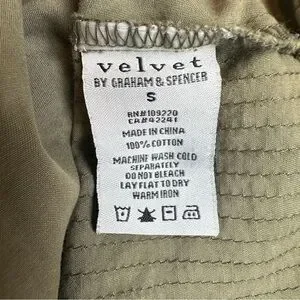 velvet
BY GRAHAM & SPENCER
S
RN#109220
CA#42241
MADE IN CHINA
100% COTTON
MACHINE WASH COLD
SEPARATELY
DO NOT BLEACH
LAY FLAT TO DRY
WARM IRON